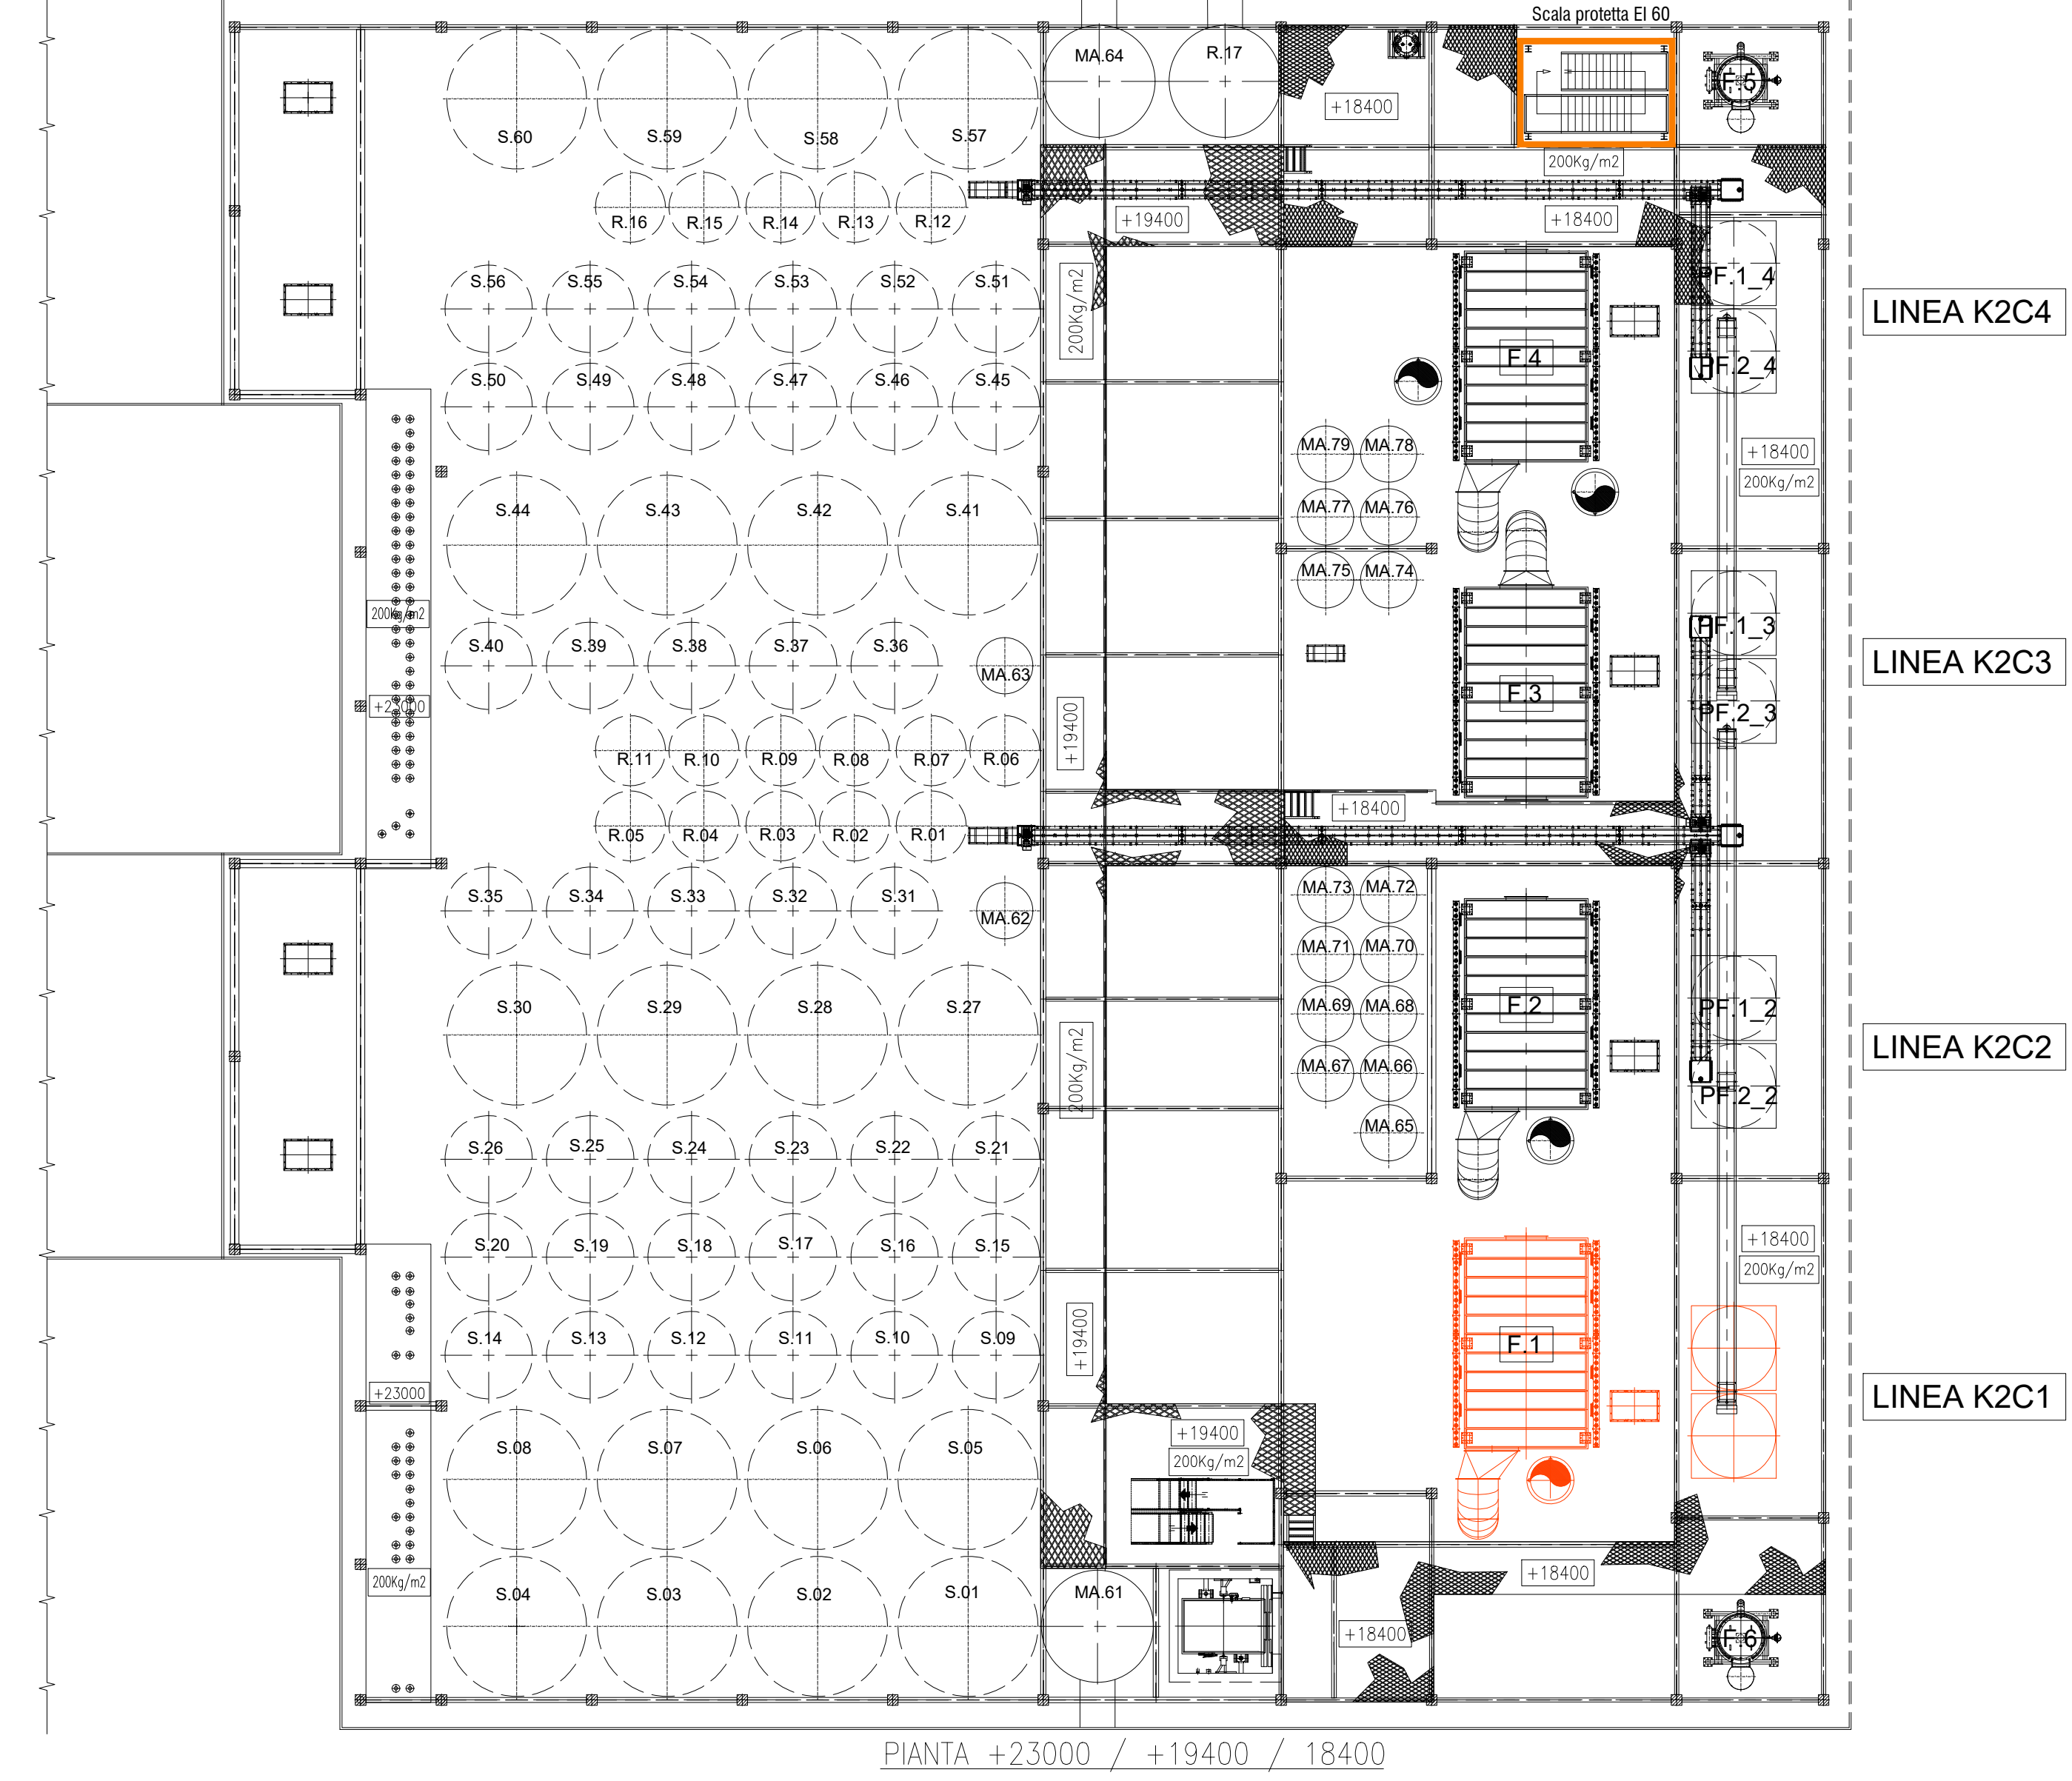 Scala protetta EI 60
MA.64
R.17
F.5
S.60
S.59
S.58
S.57
+18400
200Kg/m2
R.16
R.15
R.14
R.13
R.12
+19400
+18400
S.56
S.55
S.54
S.53
S.52
S.51
200Kg/m2
PF.1_4
LINEA K2C4
F.4
PF.2_4
S.50
S.49
S.48
S.47
S.46
S.45
MA.79
MA.78
+18400
200Kg/m2
S.44
S.43
S.42
S.41
MA.77
MA.76
MA.75
MA.74
200Kg/m2
PF.1_3
S.40
S.39
S.38
S.37
S.36
MA.63
LINEA K2C3
F.3
+23000
PF.2_3
+19400
R.11
R.10
R.09
R.08
R.07
R.06
+18400
R.05
R.04
R.03
R.02
R.01
S.35
S.34
S.33
S.32
S.31
MA.62
MA.73
MA.72
MA.71
MA.70
S.30
S.29
S.28
S.27
MA.69
MA.68
F.2
PF.1_2
LINEA K2C2
200Kg/m2
MA.67
MA.66
PF.2_2
MA.65
S.26
S.25
S.24
S.23
S.22
S.21
S.20
S.19
S.18
S.17
S.16
S.15
+18400
200Kg/m2
S.14
S.13
S.12
S.11
S.10
S.09
+19400
F.1
+23000
LINEA K2C1
S.08
S.07
S.06
S.05
+19400
200Kg/m2
200Kg/m2
S.04
S.03
S.02
S.01
MA.61
+18400
+18400
F.6
PIANTA +23000 / +19400 / 18400